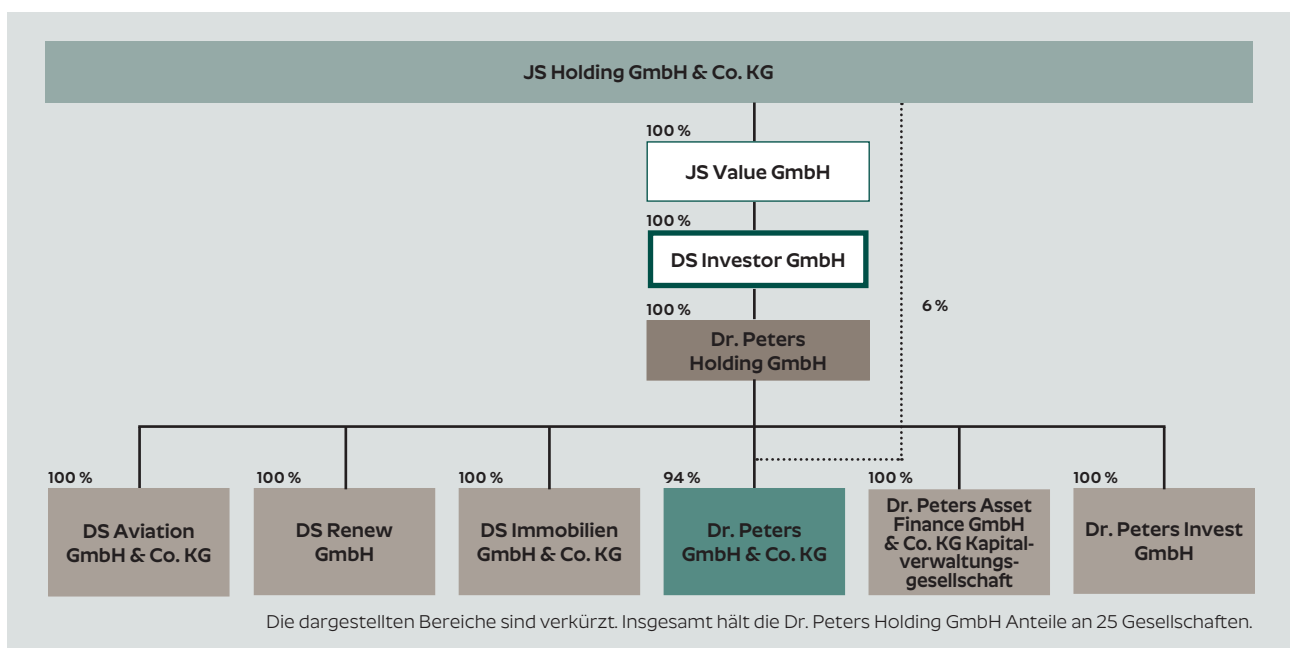 JS Holding GmbH & Co. KG
100 %
JS Value GmbH
100 %
DS Investor GmbH
100 %
Dr. Peters
Holding GmbH
6 %
100 %
DS Aviation
GmbH & Co. KG
100 %
DS Renew
GmbH
100 %
DS Immobilien
GmbH & Co. KG
94 %
Dr. Peters
GmbH & Co. KG
100 %
Dr. Peters Asset
Finance GmbH
& Co. KG Kapital-
verwaltungs-
gesellschaft
100 %
Dr. Peters Invest
GmbH
Die dargestellten Bereiche sind verkürzt. Insgesamt hält die Dr. Peters Holding GmbH Anteile an 25 Gesellschaften.